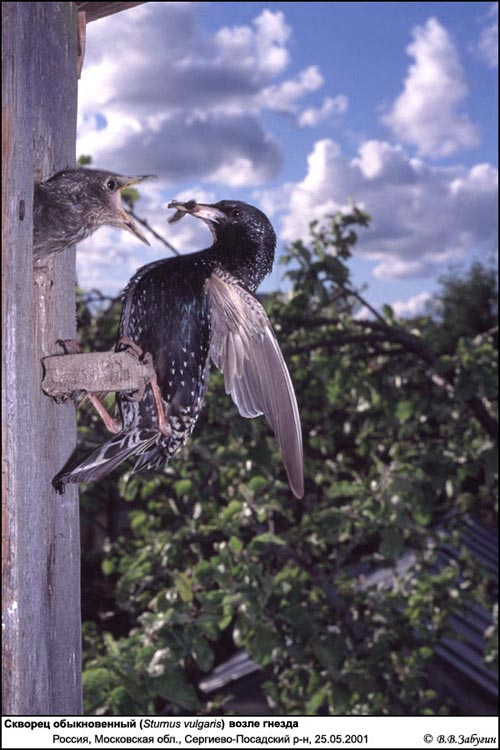 Скворец обыкновенный (Sturnus vulgaris) возле гнезда
Россия, Московская обл., Сергиево-Посадский р-н, 25.05.2001 © В.В.Забугин